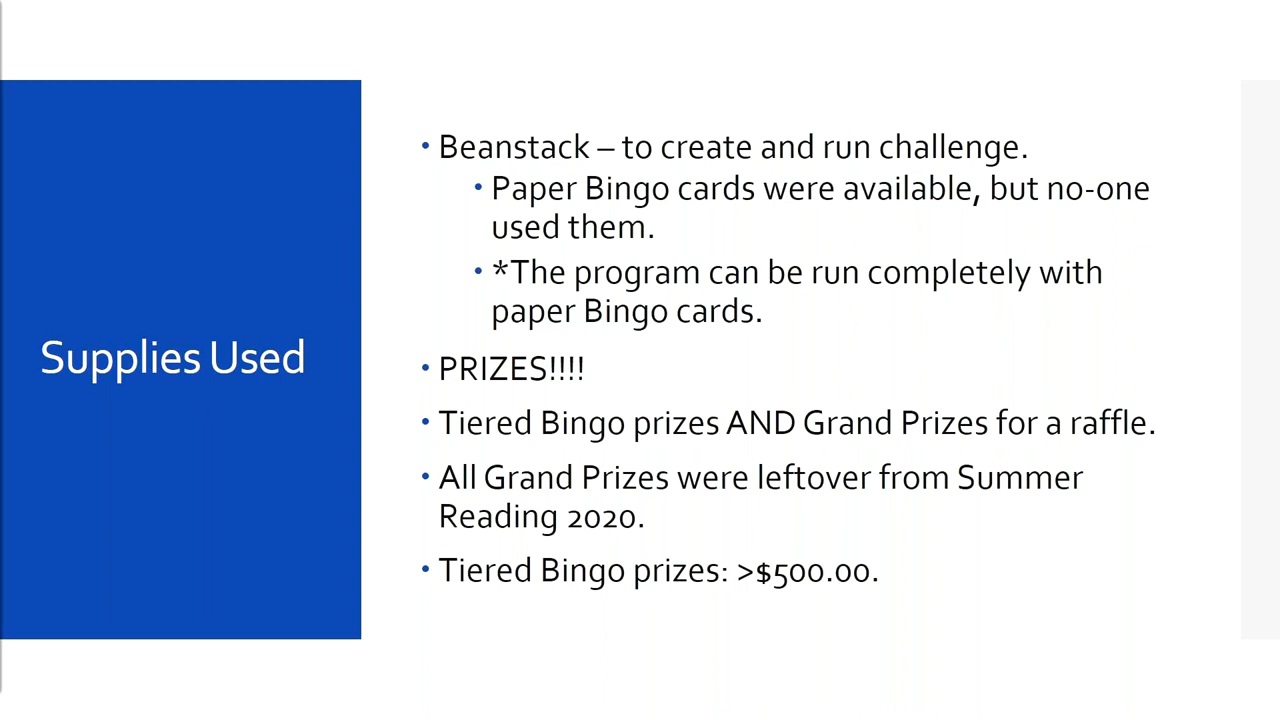 Supplies Used
• Beanstack – to create and run challenge.
• Paper Bingo cards were available, but no-one
used them.
• *The program can be run completely with
paper Bingo cards.
• PRIZES!!!!
• Tiered Bingo prizes AND Grand Prizes for a raffle.
• All Grand Prizes were leftover from Summer
Reading 2020.
• Tiered Bingo prizes: >$500.00.